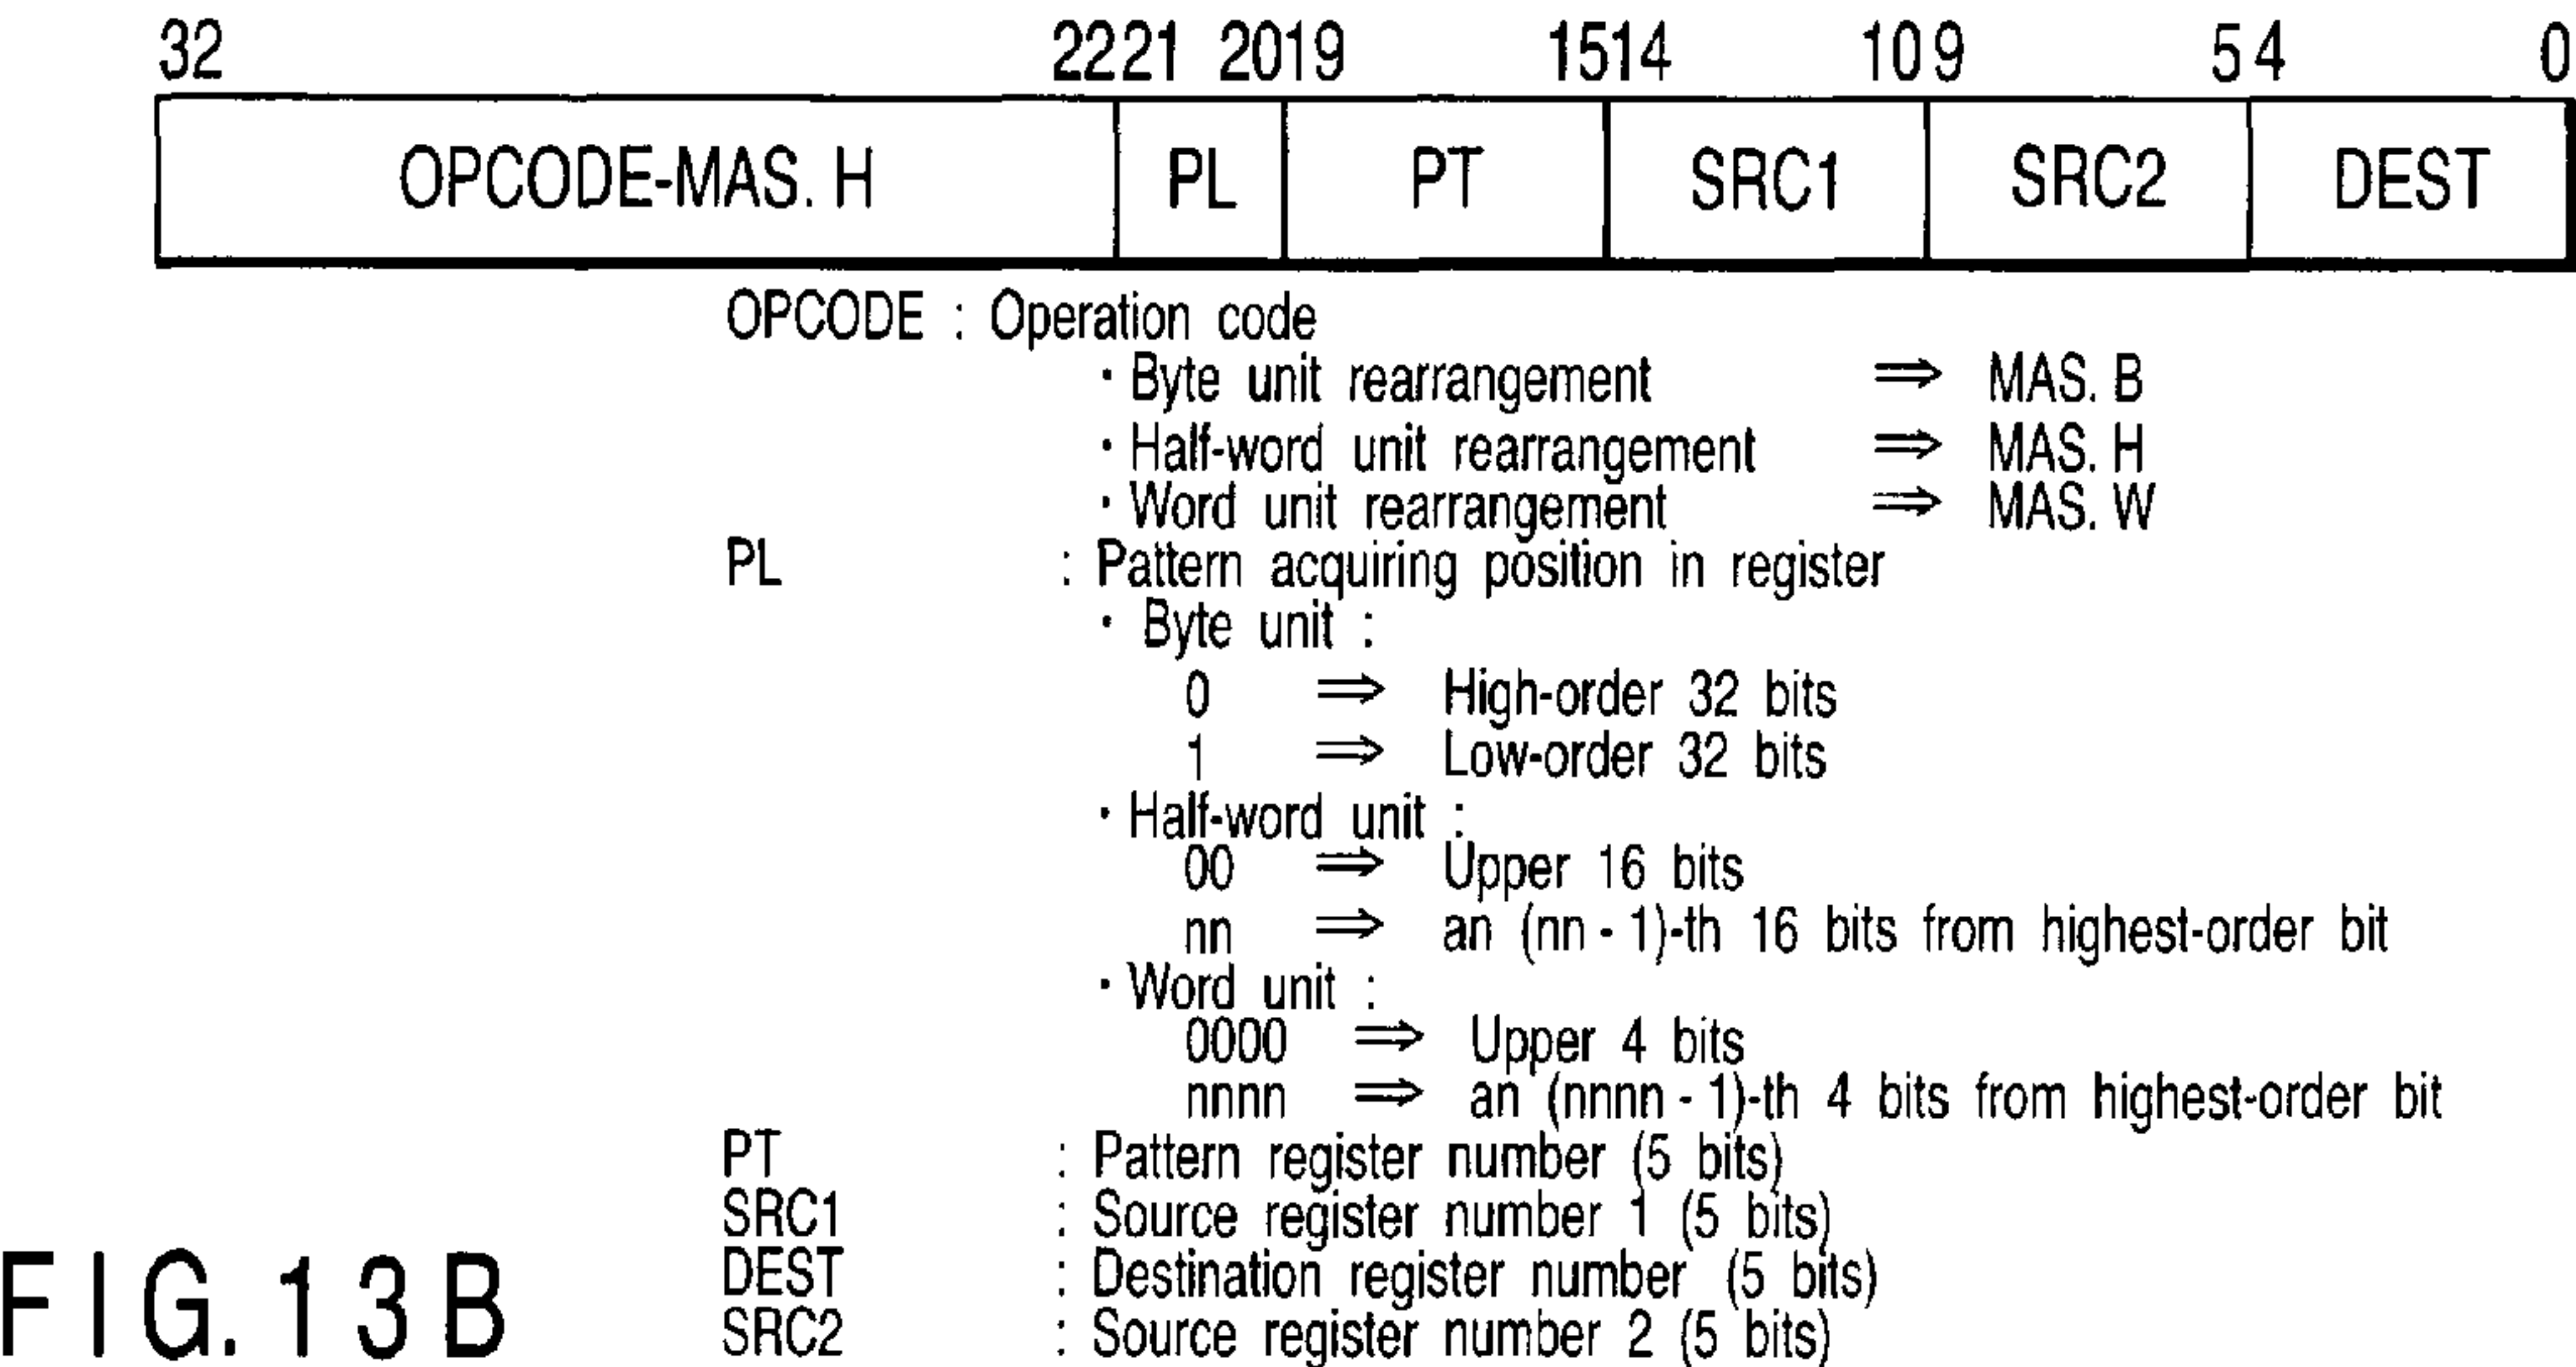 32 2221 2019 1514 109 54 0
OPCODE-MAS. H PL PT SRC1 SRC2 DEST
OPCODE : Operation code
· Byte unit rearrangement ⇒ MAS. B
· Half-word unit rearrangement ⇒ MAS. H
· Word unit rearrangement ⇒ MAS. W
PL : Pattern acquiring position in register
· Byte unit :
0 ⇒ High-order 32 bits
1 ⇒ Low-order 32 bits
· Half-word unit :
00 ⇒ Upper 16 bits
nn ⇒ an (nn - 1)-th 16 bits from highest-order bit
· Word unit :
0000 ⇒ Upper 4 bits
nnnn ⇒ an (nnnn - 1)-th 4 bits from highest-order bit
PT : Pattern register number (5 bits)
SRC1 : Source register number 1 (5 bits)
DEST : Destination register number (5 bits)
SRC2 : Source register number 2 (5 bits)
FIG. 13B